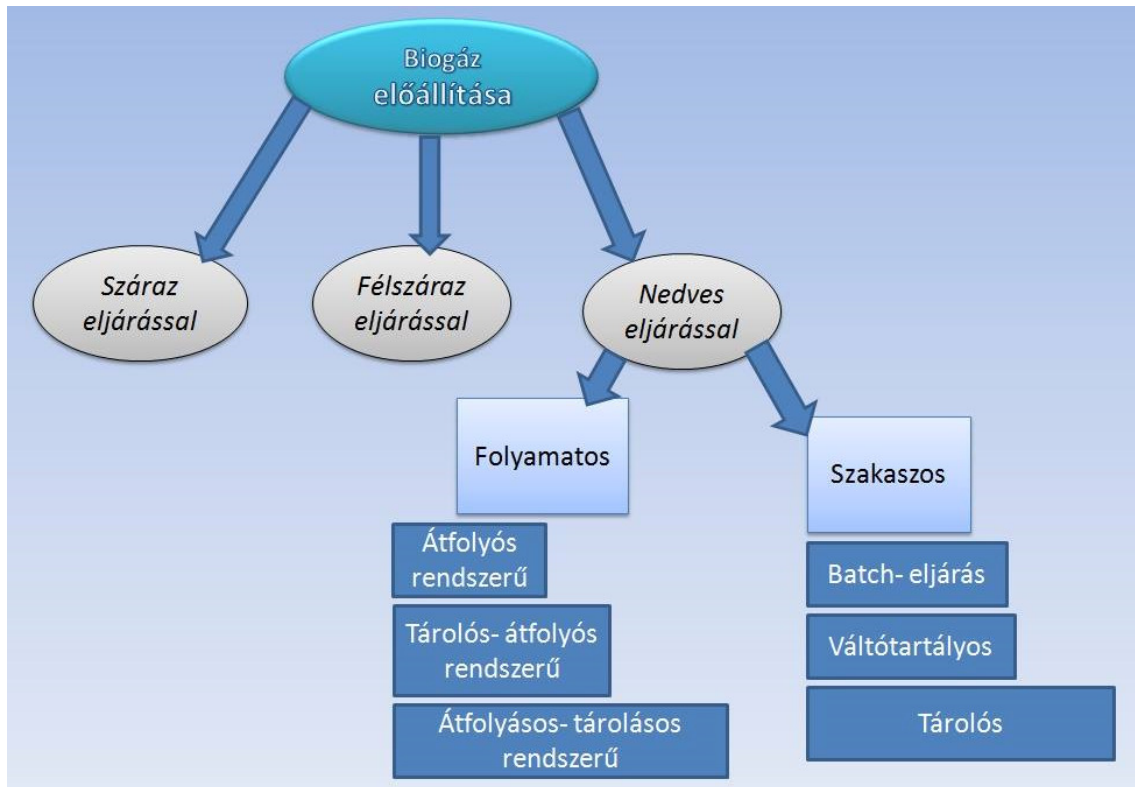 Biogáz
előállítása
Száraz
eljárással
Félszáraz
eljárással
Nedves
eljárással
Folyamatos
Átfolyós
rendszerű
Tárolós- átfolyós
rendszerű
Átfolyásos- tárolásos
rendszerű
Szakaszos
Batch- eljárás
Váltótartályos
Tárolós